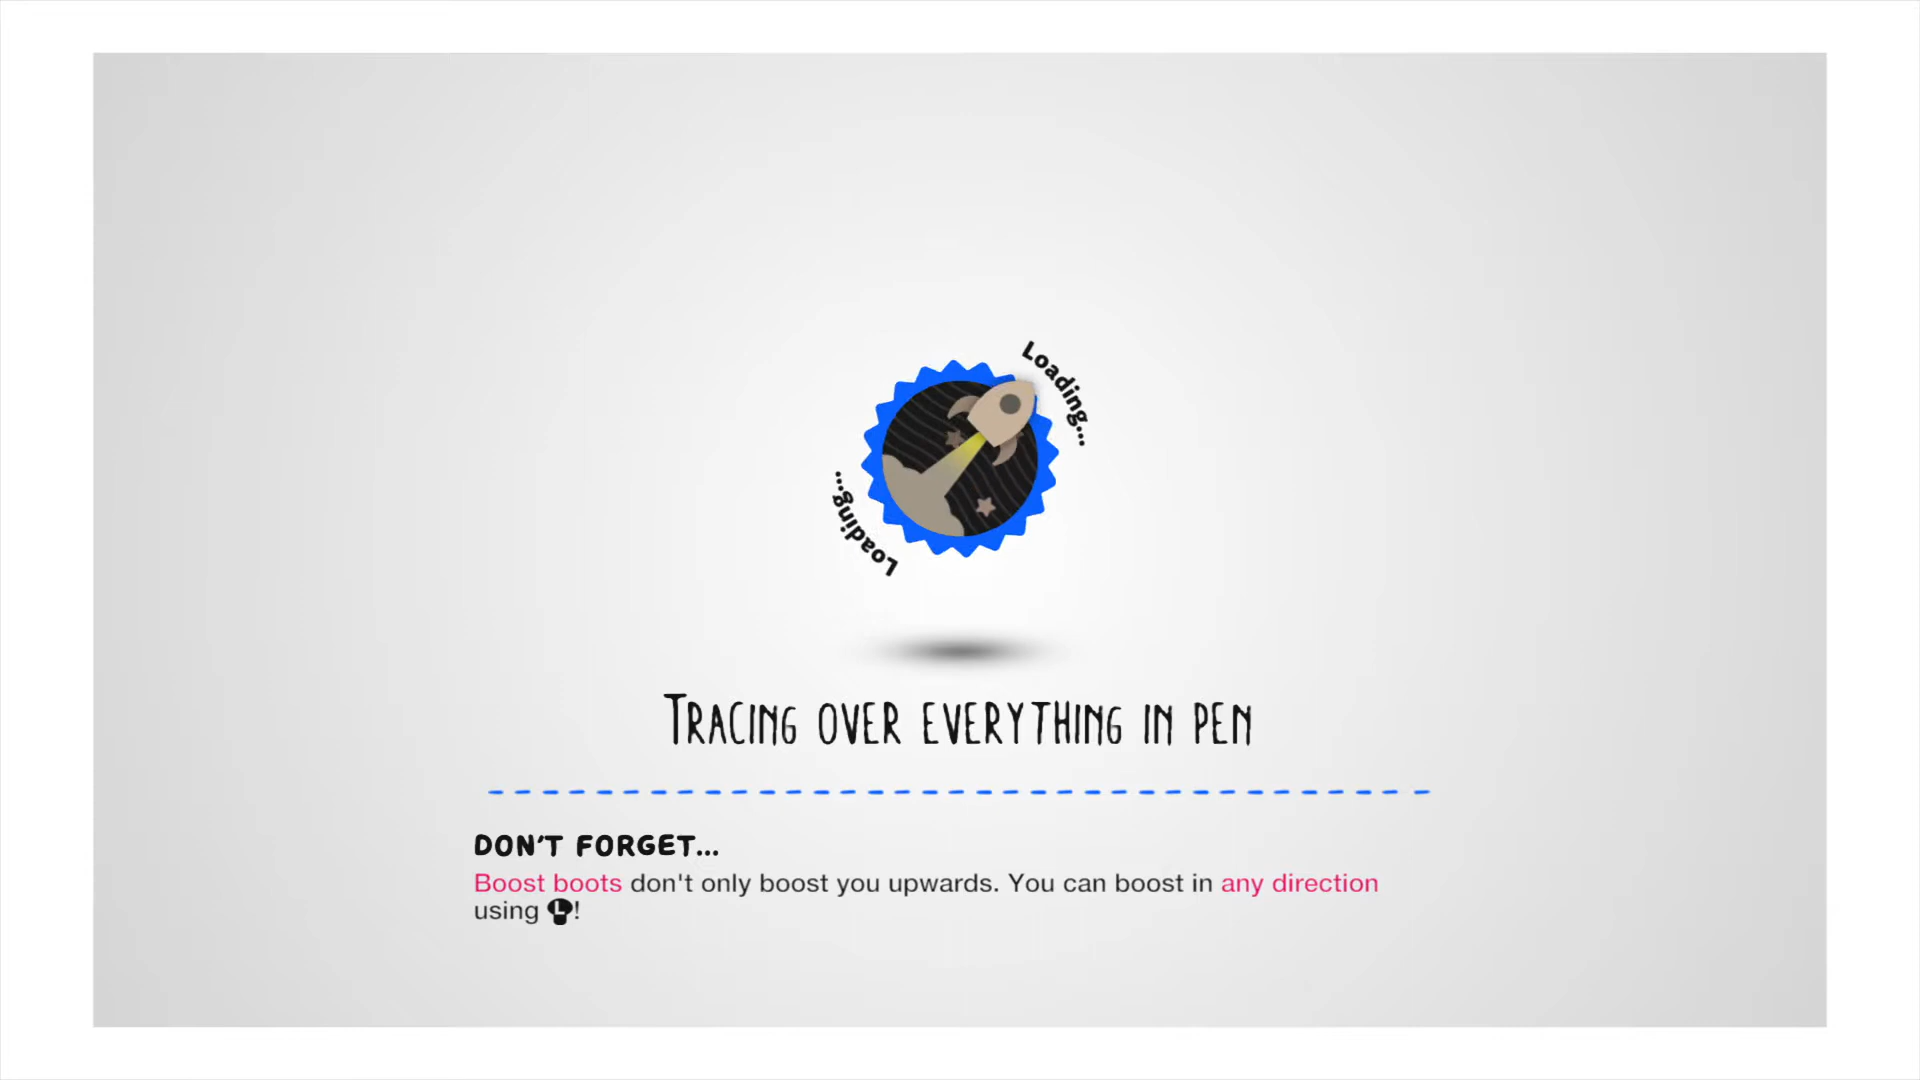 Loading...
Loading...
Tracing over everything in pen
DON'T FORGET...
Boost boots don't only boost you upwards. You can boost in any direction
using L!